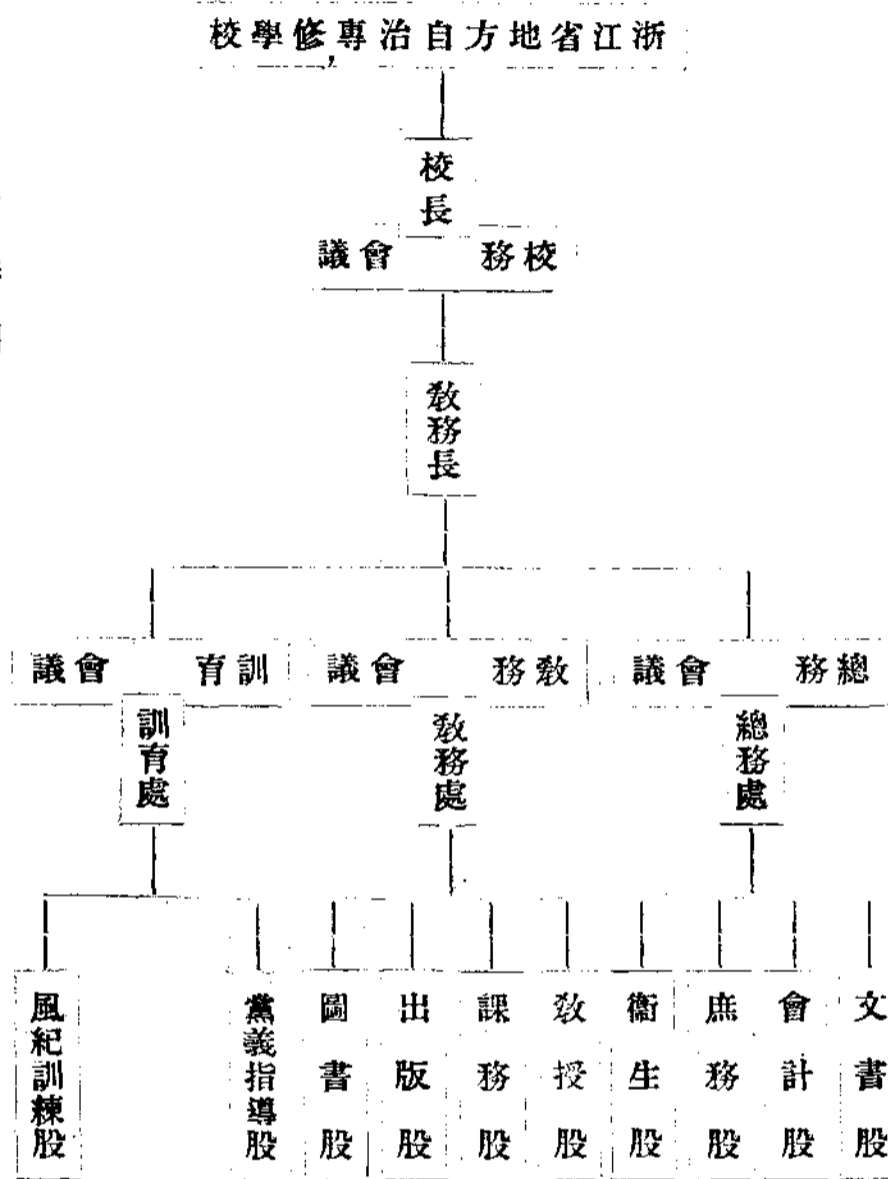 浙江省地方自治專修學校
校長
校務會議
教務長
總務會議
教務會議
訓育會議
總務處
教務處
訓育處
文書股
會計股
庶務股
衞生股
教授股
課務股
出版股
圖書股
黨義指導股
風紀訓練股